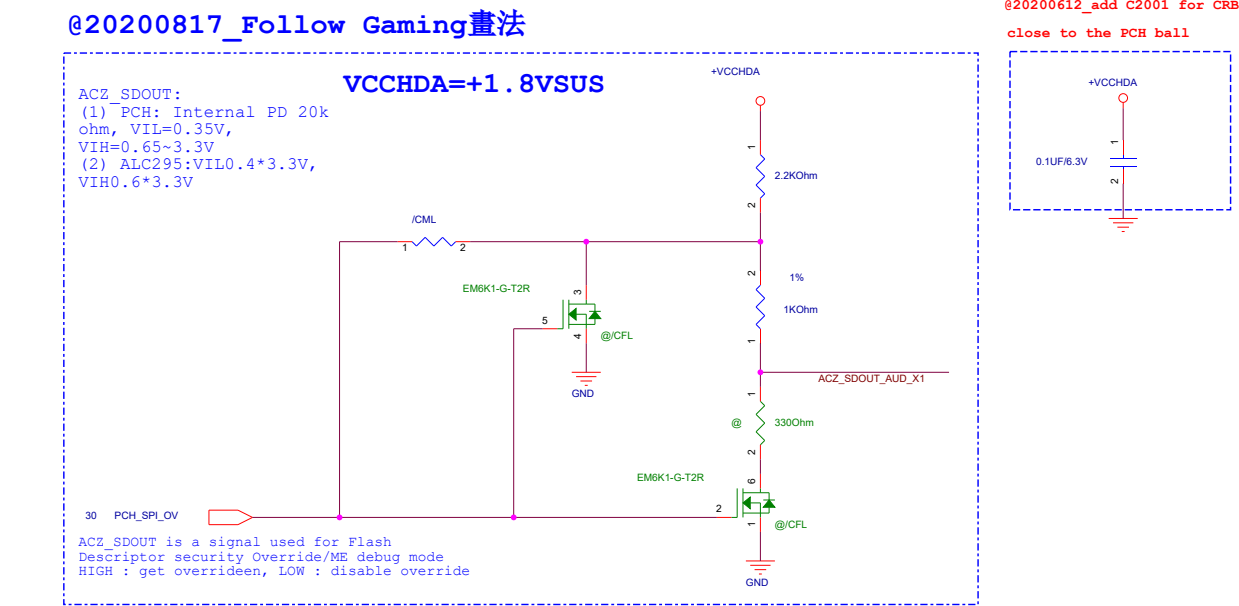 @20200612_add C2001 for CRB
@20200817_Follow Gaming畫法
close to the PCH ball
VCCHDA=+1.8VSUS
+VCCHDA
+VCCHDA
ACZ_SDOUT:
(1) PCH: Internal PD 20k
ohm, VIL=0.35V,
VIH=0.65~3.3V
(2) ALC295:VIL0.4*3.3V,
VIH0.6*3.3V
1
2.2KOhm
2
1
0.1UF/6.3V
2
/CML
1
2
EM6K1-G-T2R
3
5
4
@/CFL
GND
2
1%
1KOhm
1
ACZ_SDOUT_AUD_X1
1
@
330Ohm
2
EM6K1-G-T2R
6
2
1
@/CFL
GND
30 PCH_SPI_OV
ACZ_SDOUT is a signal used for Flash
Descriptor security Override/ME debug mode
HIGH : get overrideen, LOW : disable override